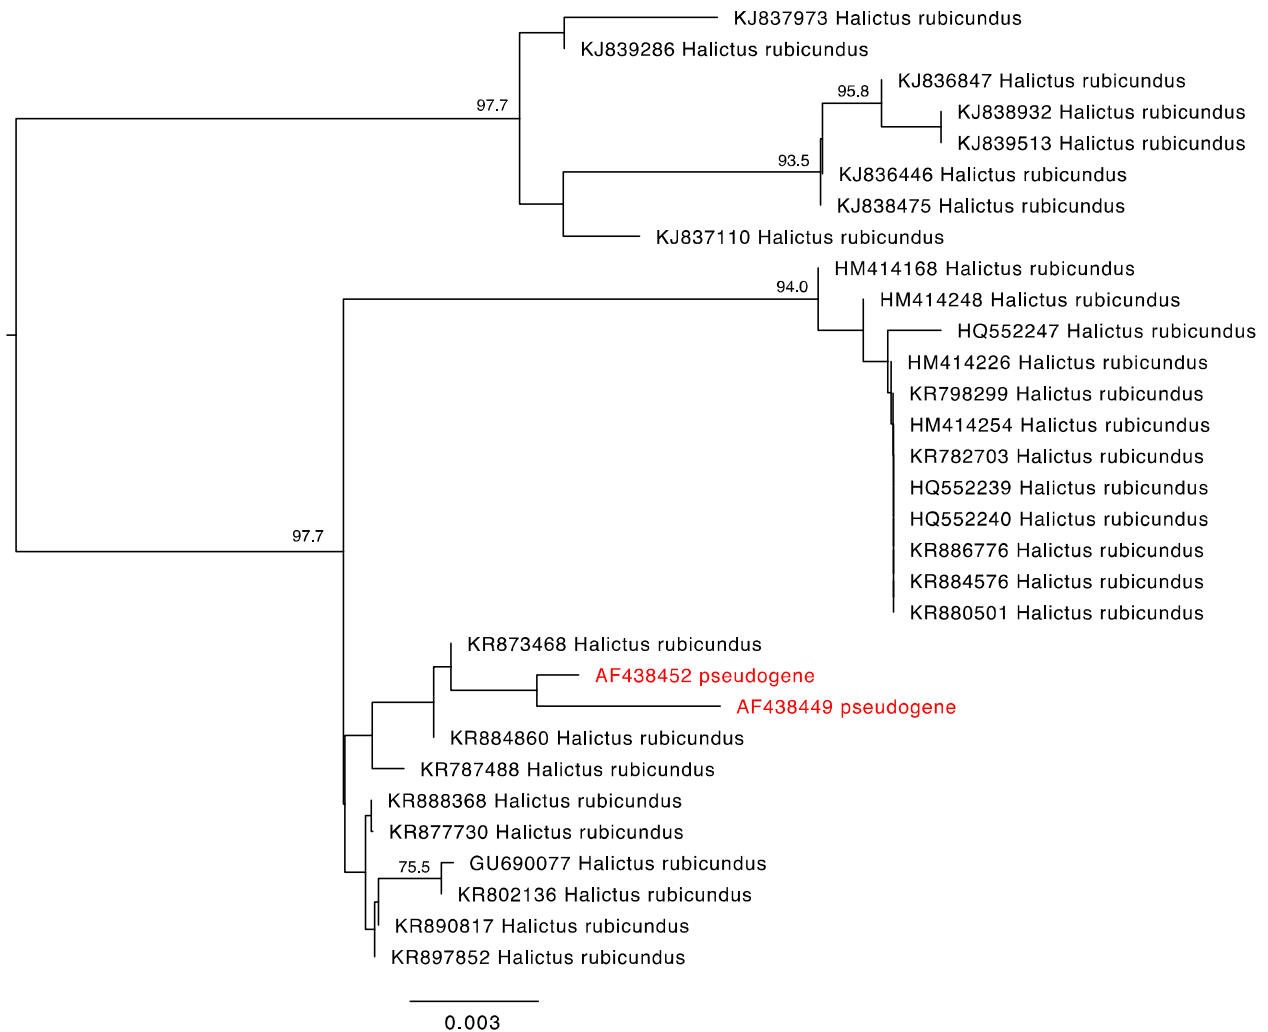 KJ837973 Halictus rubicundus
KJ839286 Halictus rubicundus
KJ836847 Halictus rubicundus
95.8
97.7
KJ838932 Halictus rubicundus
KJ839513 Halictus rubicundus
93.5
KJ836446 Halictus rubicundus
KJ838475 Halictus rubicundus
KJ837110 Halictus rubicundus
HM414168 Halictus rubicundus
94.0
HM414248 Halictus rubicundus
HQ552247 Halictus rubicundus
HM414226 Halictus rubicundus
KR798299 Halictus rubicundus
HM414254 Halictus rubicundus
KR782703 Halictus rubicundus
HQ552239 Halictus rubicundus
HQ552240 Halictus rubicundus
97.7
KR886776 Halictus rubicundus
KR884576 Halictus rubicundus
KR880501 Halictus rubicundus
KR873468 Halictus rubicundus
AF438452 pseudogene
AF438449 pseudogene
KR884860 Halictus rubicundus
KR787488 Halictus rubicundus
KR888368 Halictus rubicundus
KR877730 Halictus rubicundus
GU690077 Halictus rubicundus
75.5
KR802136 Halictus rubicundus
KR890817 Halictus rubicundus
KR897852 Halictus rubicundus
0.003